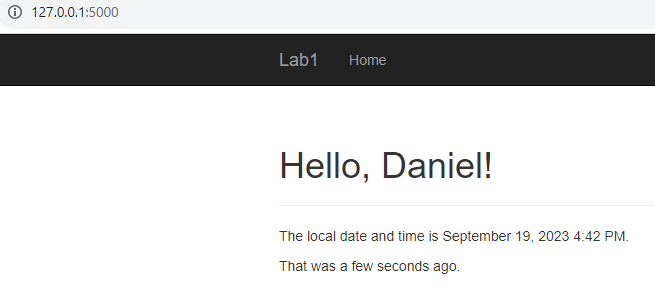 127.0.0.1:5000
Lab1 Home
Hello, Daniel!
The local date and time is September 19, 2023 4:42 PM.
That was a few seconds ago.